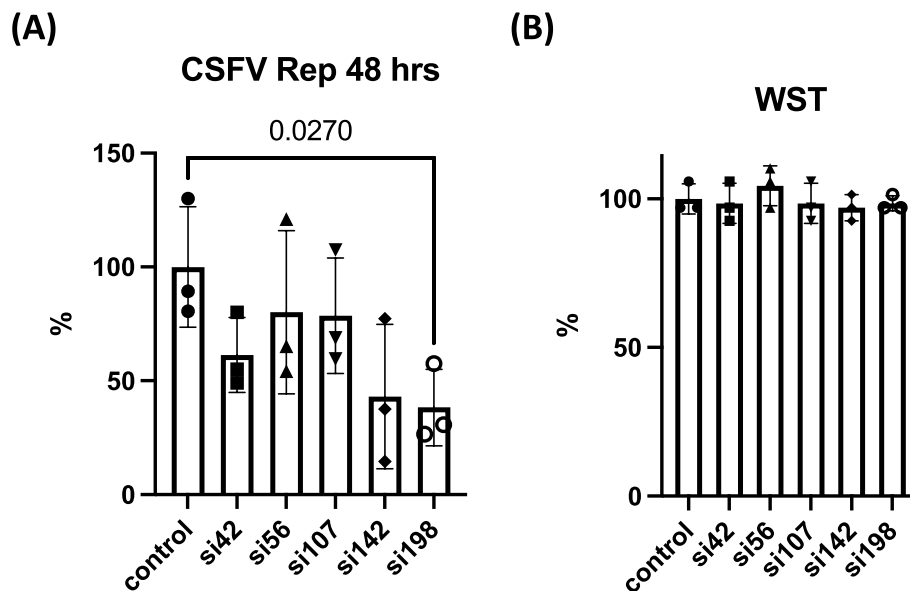 (A)
CSFV Rep 48 hrs
0.0270
150
100
50
0
%
control
si42
si56
si107
si142
si198
(B)
WST
100
50
0
%
control
si42
si56
si107
si142
si198